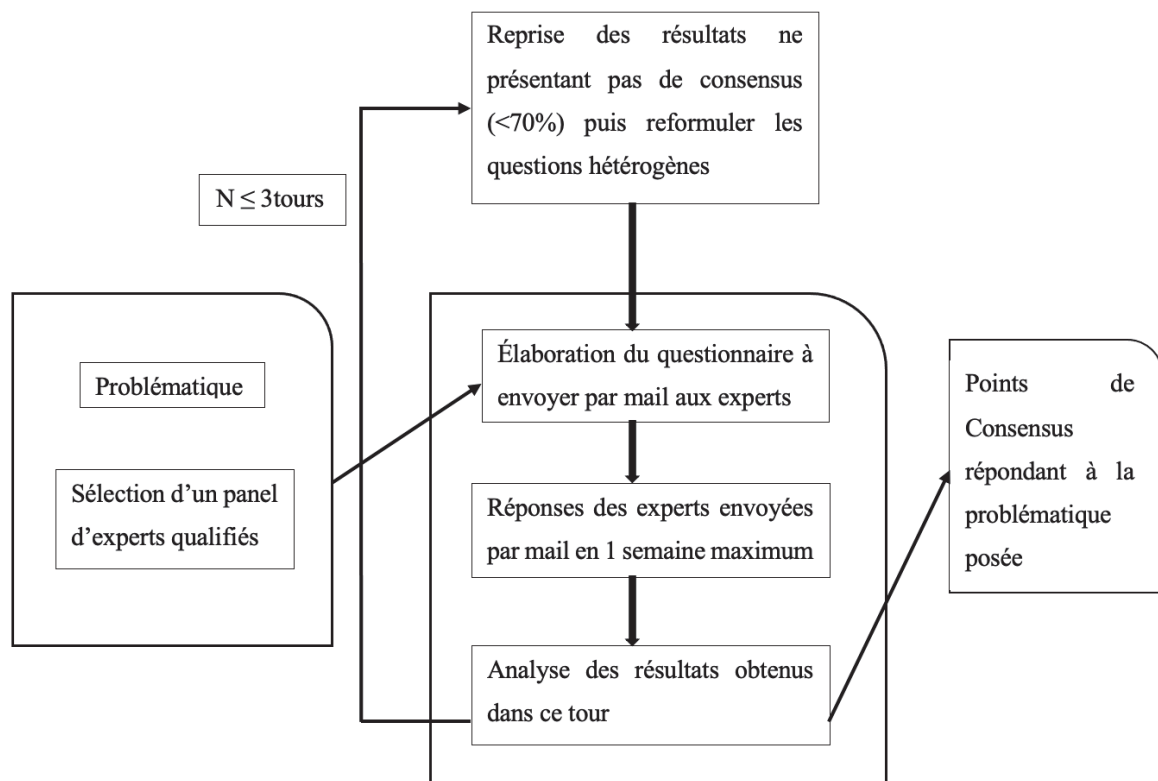 Reprise des résultats ne
présentant pas de consensus
(<70%) puis reformuler les
questions hétérogènes
N ≤ 3tours
Problématique
Sélection d’un panel
d’experts qualifiés
Élaboration du questionnaire à
envoyer par mail aux experts
Réponses des experts envoyées
par mail en 1 semaine maximum
Analyse des résultats obtenus
dans ce tour
Points de
Consensus
répondant à la
problématique
posée